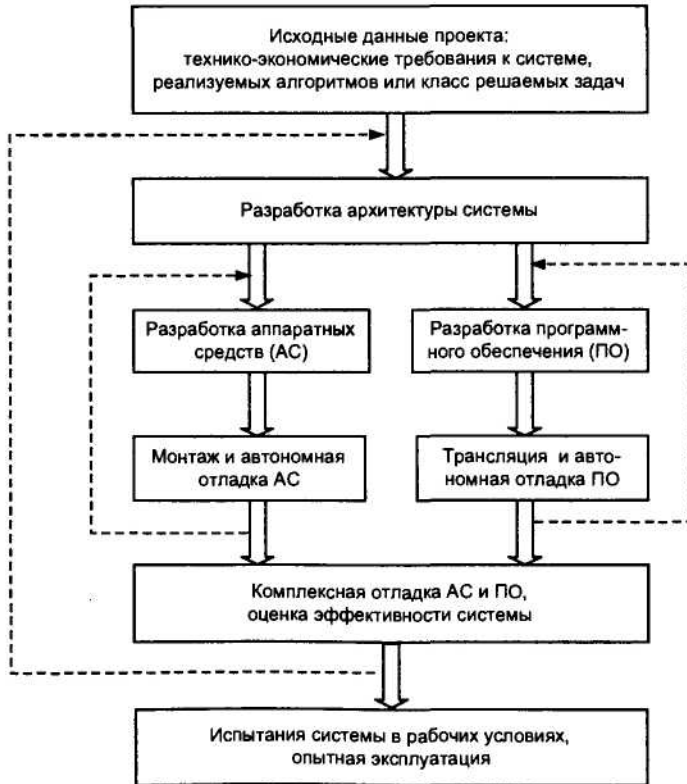 Исходные данные проекта:
технико-экономические требования к системе,
реализуемых алгоритмов или класс решаемых задач
Разработка архитектуры системы
Разработка аппаратных
средств (АС)
Разработка программ-
ного обеспечения (ПО)
Монтаж и автономная
отладка АС
Трансляция и авто-
номная отладка ПО
Комплексная отладка АС и ПО,
оценка эффективности системы
Испытания системы в рабочих условиях,
опытная эксплуатация